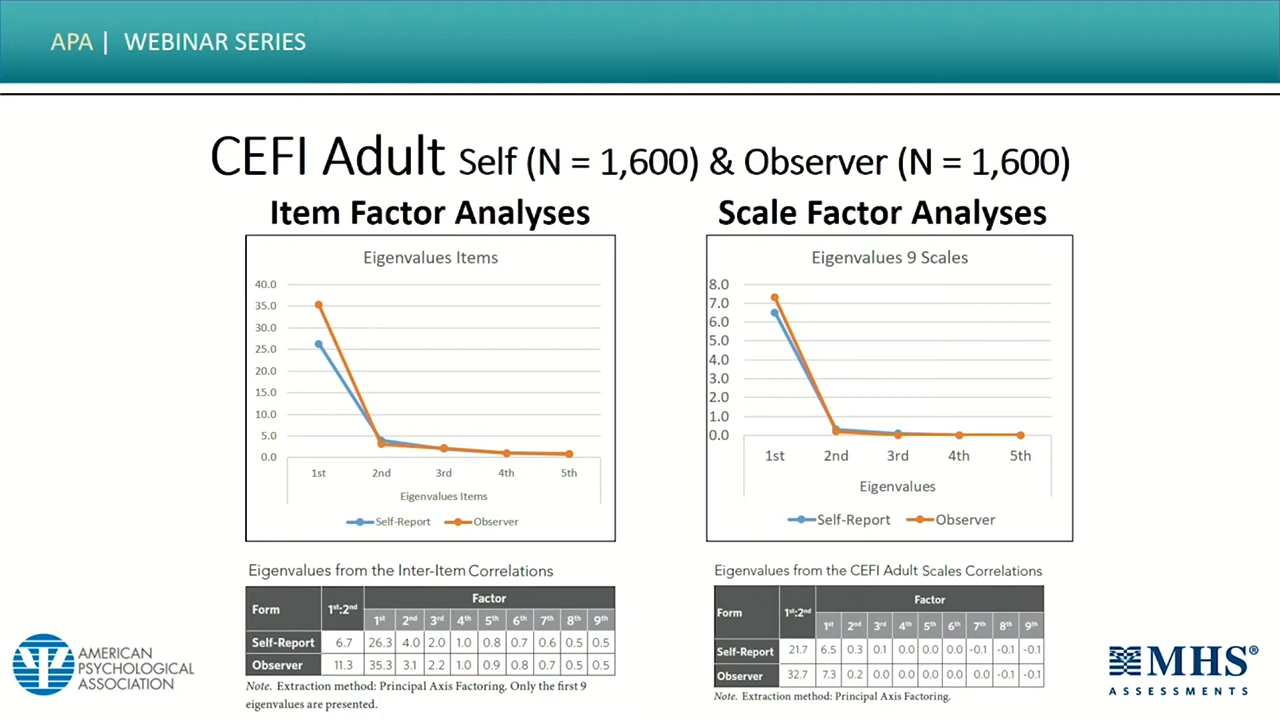 APA | WEBINAR SERIES
CEFI Adult Self (N = 1,600) & Observer (N = 1,600)
Item Factor Analyses
Eigenvalues Items
40.0
35.0
30.0
25.0
20.0
15.0
10.0
5.0
0.0
1st 2nd 3rd 4th 5th
Eigenvalues Items
Self-Report Observer
Eigenvalues from the Inter-Item Correlations
Form 1st:2nd Factor
1st 2nd 3rd 4th 5th 6th 7th 8th 9th
Self-Report 6.7 26.3 4.0 2.0 1.0 0.8 0.7 0.6 0.5 0.5
Observer 11.3 35.3 3.1 2.2 1.0 0.9 0.8 0.7 0.5 0.5
Note. Extraction method: Principal Axis Factoring. Only the first 9
eigenvalues are presented.
Scale Factor Analyses
Eigenvalues 9 Scales
8.0
7.0
6.0
5.0
4.0
3.0
2.0
1.0
0.0
1st 2nd 3rd 4th 5th
Eigenvalues
Self-Report Observer
Eigenvalues from the CEFI Adult Scales Correlations
Form 1st:2nd Factor
1st 2nd 3rd 4th 5th 6th 7th 8th 9th
Self-Report 21.7 6.5 0.3 0.1 0.0 0.0 0.0 -0.1 -0.1 -0.1
Observer 32.7 7.3 0.2 0.0 0.0 0.0 0.0 0.0 -0.1 -0.1
Note. Extraction method: Principal Axis Factoring.
AMERICAN
PSYCHOLOGICAL
ASSOCIATION
MHS®
ASSESSMENTS